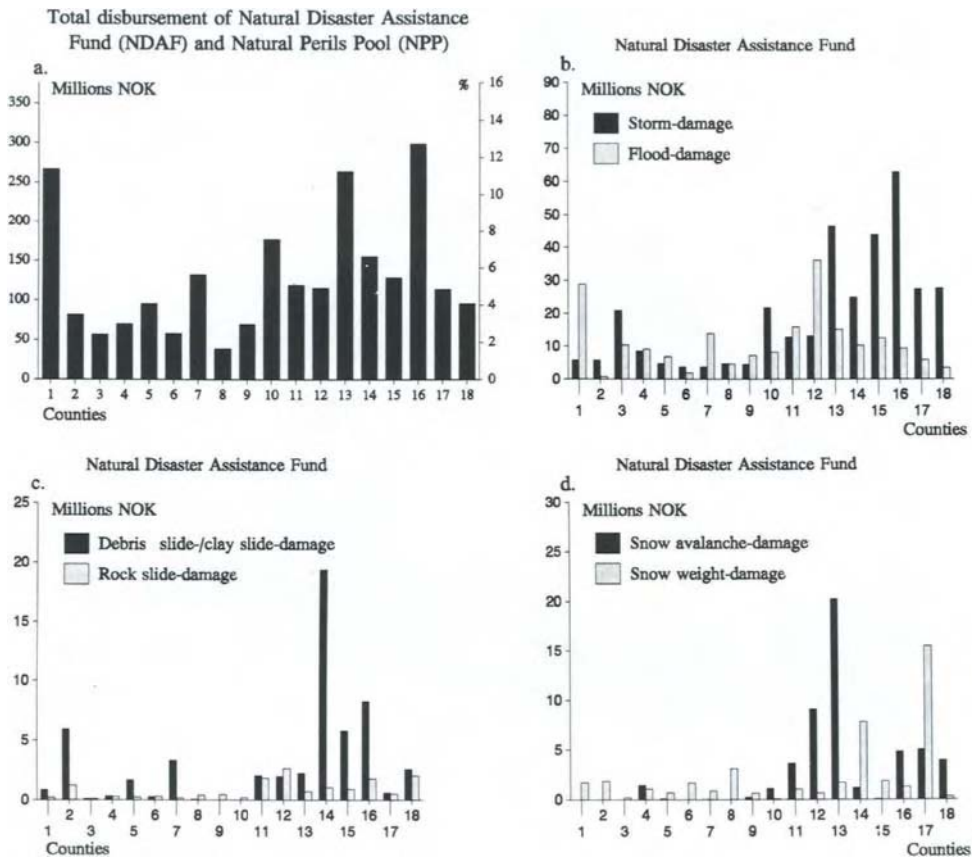 Total disbursement of Natural Disaster Assistance
Fund (NDAF) and Natural Perils Pool (NPP)
a.
Millions NOK
%
350
300
250
200
150
100
50
0
16
14
12
10
8
6
4
2
0
1 2 3 4 5 6 7 8 9 10 11 12 13 14 15 16 17 18
Counties
Natural Disaster Assistance Fund
b.
Millions NOK
Storm-damage
Flood-damage
90
80
70
60
50
40
30
20
10
0
2 4 6 8 10 12 14 16 18
1 3 5 7 9 11 13 15 17
Counties
Natural Disaster Assistance Fund
c.
Millions NOK
Debris slide-/clay slide-damage
Rock slide-damage
25
20
15
10
5
0
2 4 6 8 10 12 14 16 18
1 3 5 7 9 11 13 15 17
Counties
Natural Disaster Assistance Fund
d.
Millions NOK
Snow avalanche-damage
Snow weight-damage
30
25
20
15
10
5
0
2 4 6 8 10 12 14 16 18
1 3 5 7 9 11 13 15 17
Counties